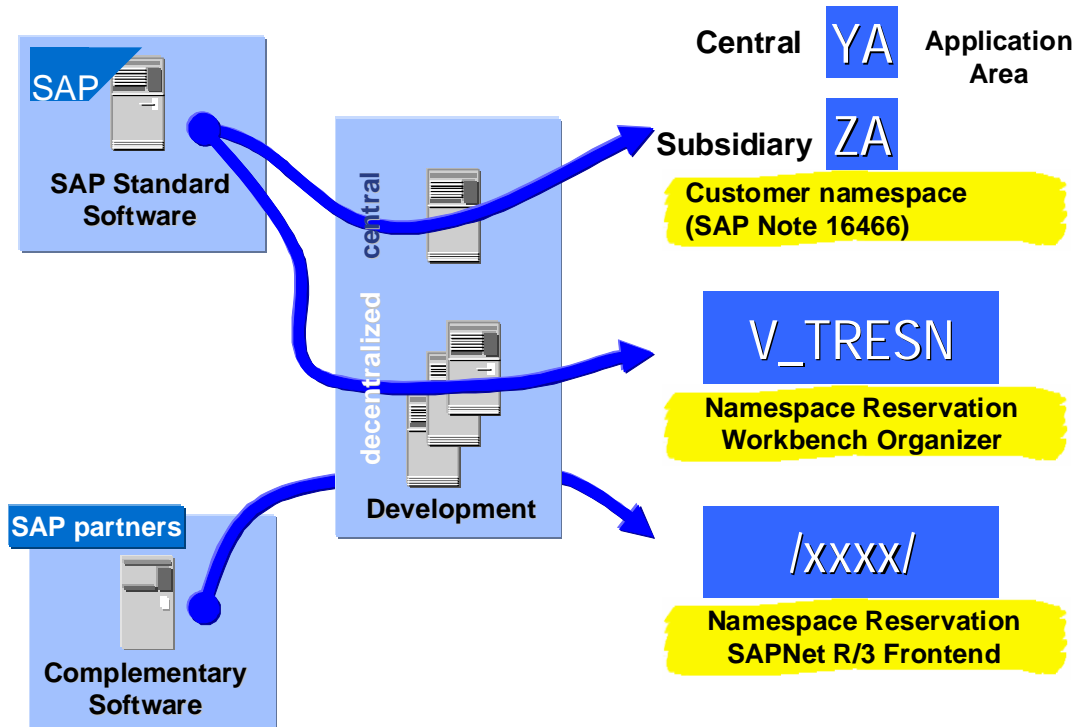 SAP
SAP Standard
Software
central
decentralized
Development
SAP partners
Complementary
Software
Central
YA
Application
Area
Subsidiary
ZA
Customer namespace
(SAP Note 16466)
V_TRESN
Namespace Reservation
Workbench Organizer
/xxxx/
Namespace Reservation
SAPNet R/3 Frontend